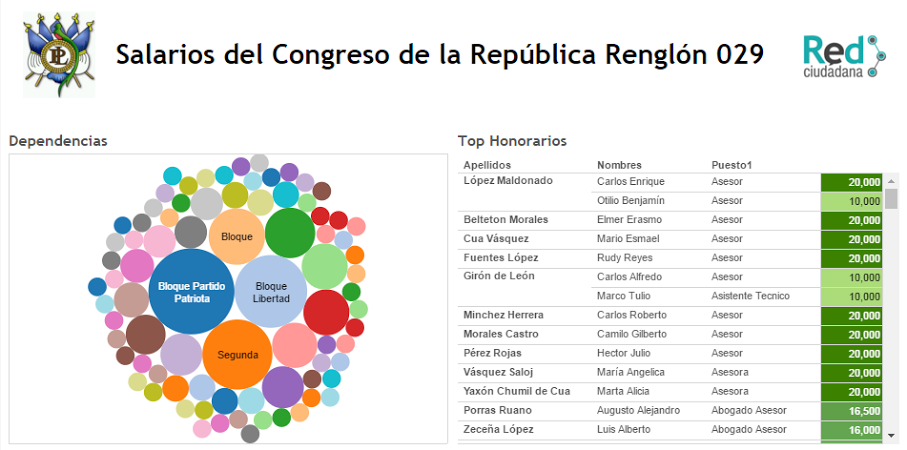 Salarios del Congreso de la República Renglón 029
Red
ciudadana
Dependencias
Bloque
Bloque Partido
Patriota
Bloque
Libertad
Segunda
Top Honorarios
Apellidos Nombres Puesto1
López Maldonado Carlos Enrique Asesor 20,000
Otilio Benjamín Asesor 10,000
Belteton Morales Elmer Erasmo Asesor 20,000
Cua Vásquez Mario Esmael Asesor 20,000
Fuentes López Rudy Reyes Asesor 20,000
Girón de León Carlos Alfredo Asesor 10,000
Marco Tulio Asistente Tecnico 10,000
Minchez Herrera Carlos Roberto Asesor 20,000
Morales Castro Camilo Gilberto Asesor 20,000
Pérez Rojas Hector Julio Asesor 20,000
Vásquez Saloj María Angelica Asesora 20,000
Yaxón Chumil de Cua Marta Alicia Asesora 20,000
Porras Ruano Augusto Alejandro Abogado Asesor 16,500
Zeceña López Luis Alberto Abogado Asesor 16,000